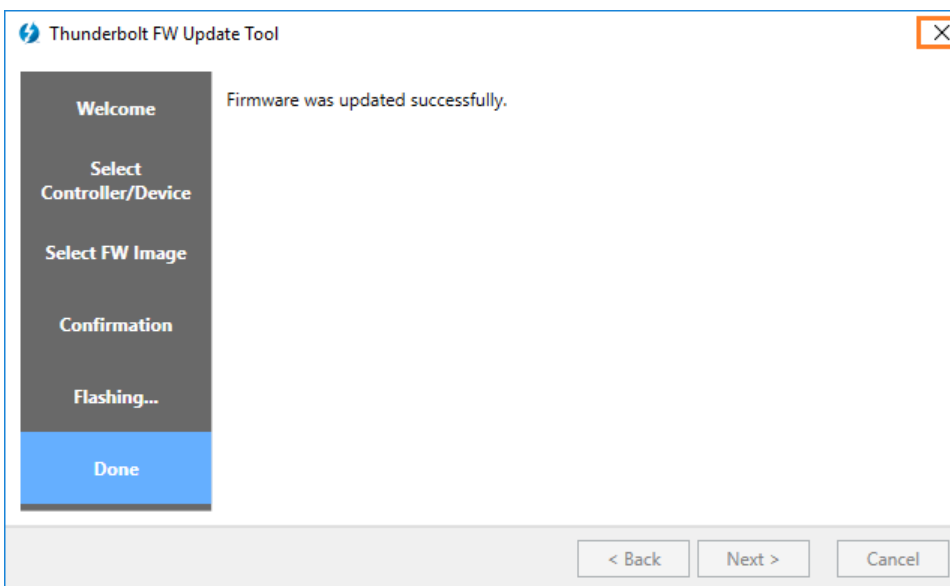 Thunderbolt FW Update Tool
Welcome
Firmware was updated successfully.
Select
Controller/Device
Select FW Image
Confirmation
Flashing...
Done
< Back
Next >
Cancel